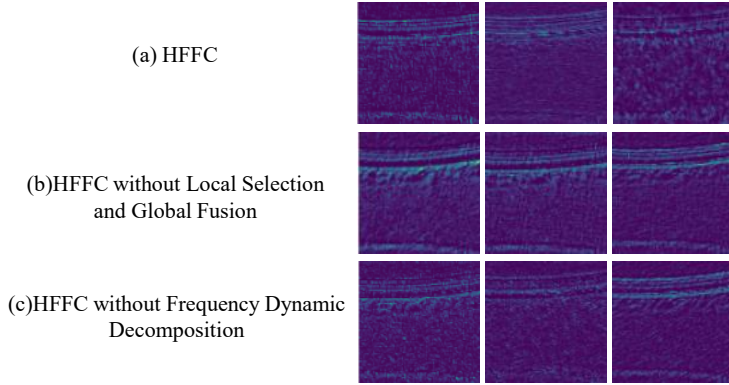 (a) HFFC
(b)HFFC without Local Selection
and Global Fusion
(c)HFFC without Frequency Dynamic
Decomposition